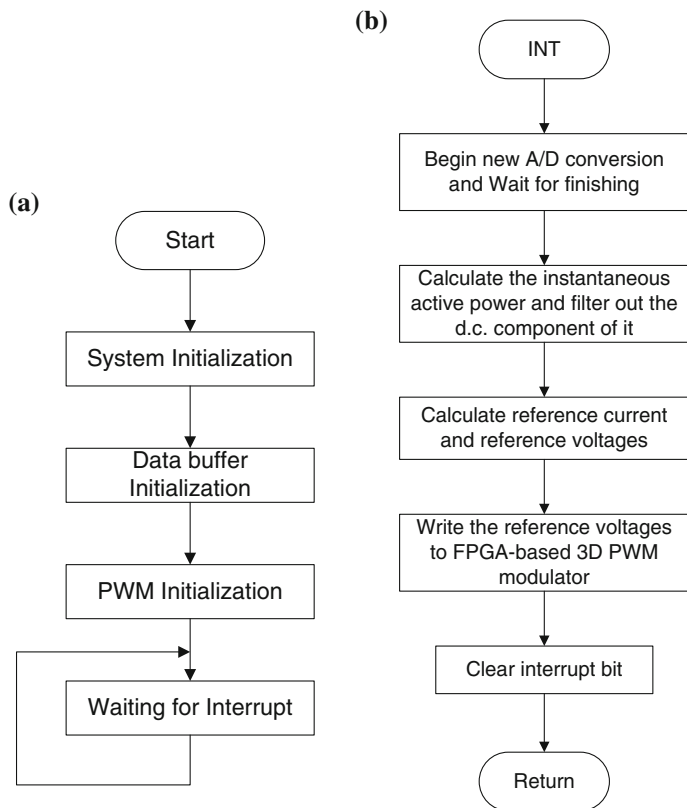 (a)
Start
System Initialization
Data buffer
Initialization
PWM Initialization
Waiting for Interrupt
(b)
INT
Begin new A/D conversion
and Wait for finishing
Calculate the instantaneous
active power and filter out the
d.c. component of it
Calculate reference current
and reference voltages
Write the reference voltages
to FPGA-based 3D PWM
modulator
Clear interrupt bit
Return